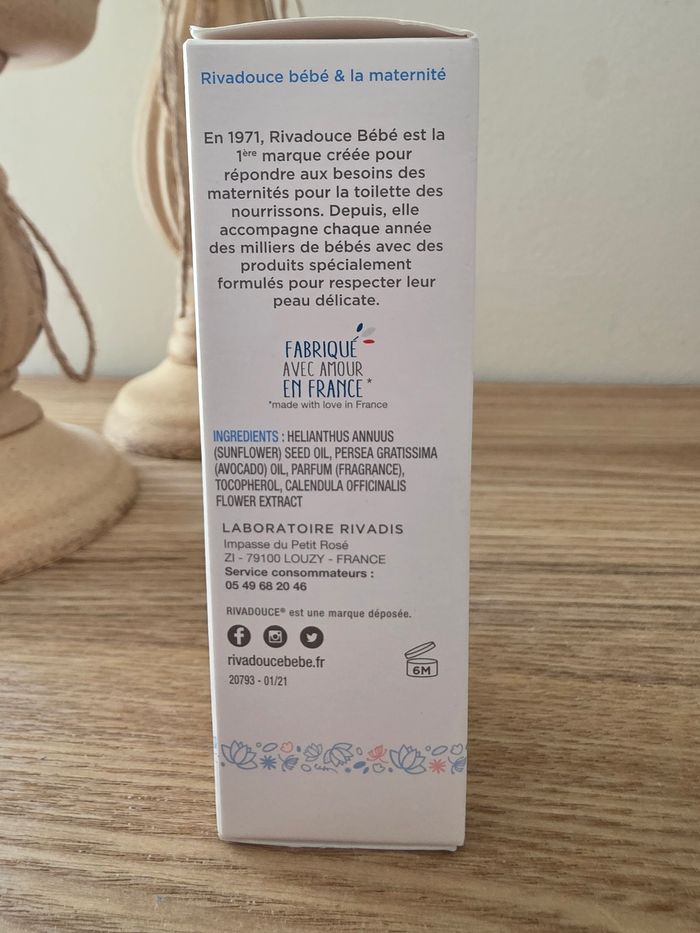 Rivadouce bébé & la maternité
En 1971, Rivadouce Bébé est la
1ère marque créée pour
répondre aux besoins des
maternités pour la toilette des
nourrissons. Depuis, elle
accompagne chaque année
des milliers de bébés avec des
produits spécialement
formulés pour respecter leur
peau délicate.
FABRIQUÉ
AVEC AMOUR
EN FRANCE*
*made with love in France
INGREDIENTS : HELIANTHUS ANNUUS
(SUNFLOWER) SEED OIL, PERSEA GRATISSIMA
(AVOCADO) OIL, PARFUM (FRAGRANCE),
TOCOPHEROL, CALENDULA OFFICINALIS
FLOWER EXTRACT
LABORATOIRE RIVADIS
Impasse du Petit Rosé
ZI - 79100 LOUZY - FRANCE
Service consommateurs :
05 49 68 20 46
RIVADOUCE® est une marque déposée.
rivadoucebebe.fr
6M
20793 - 01/21